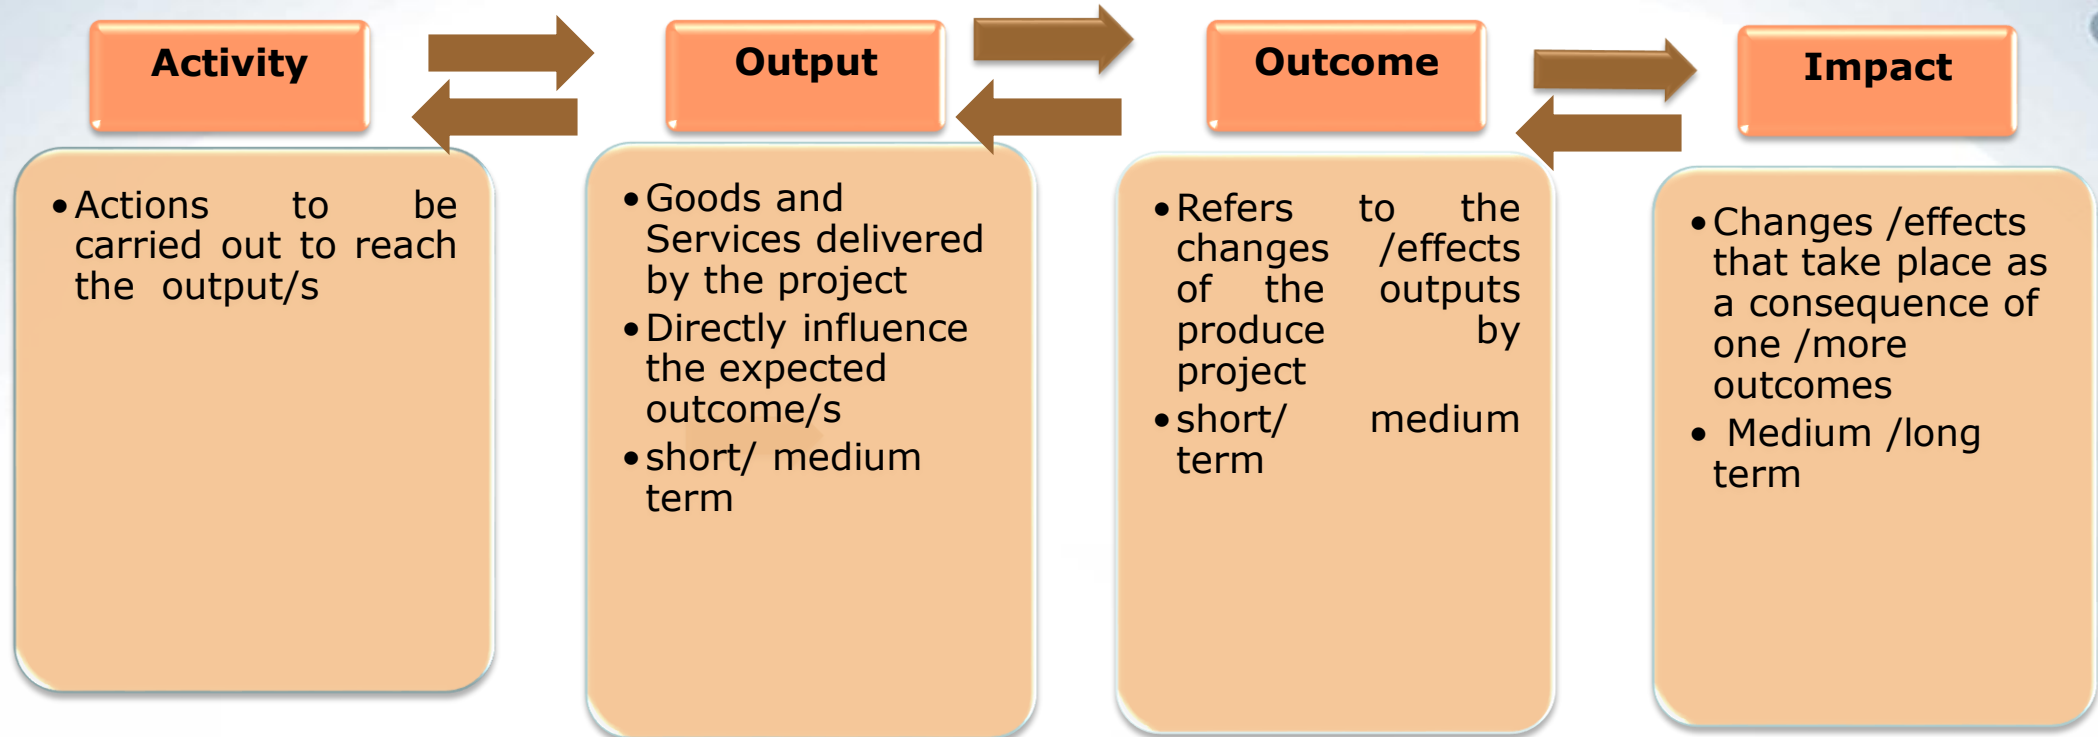 Activity
Output
Outcome
Impact
•Actions to be
carried out to reach
the output/s
•Goods and
Services delivered
by the project
•Directly influence
the expected
outcome/s
•short/ medium
term
•Refers to the
changes /effects
of the outputs
produce by
project
•short/ medium
term
•Changes /effects
that take place as
a consequence of
one /more
outcomes
• Medium /long
term